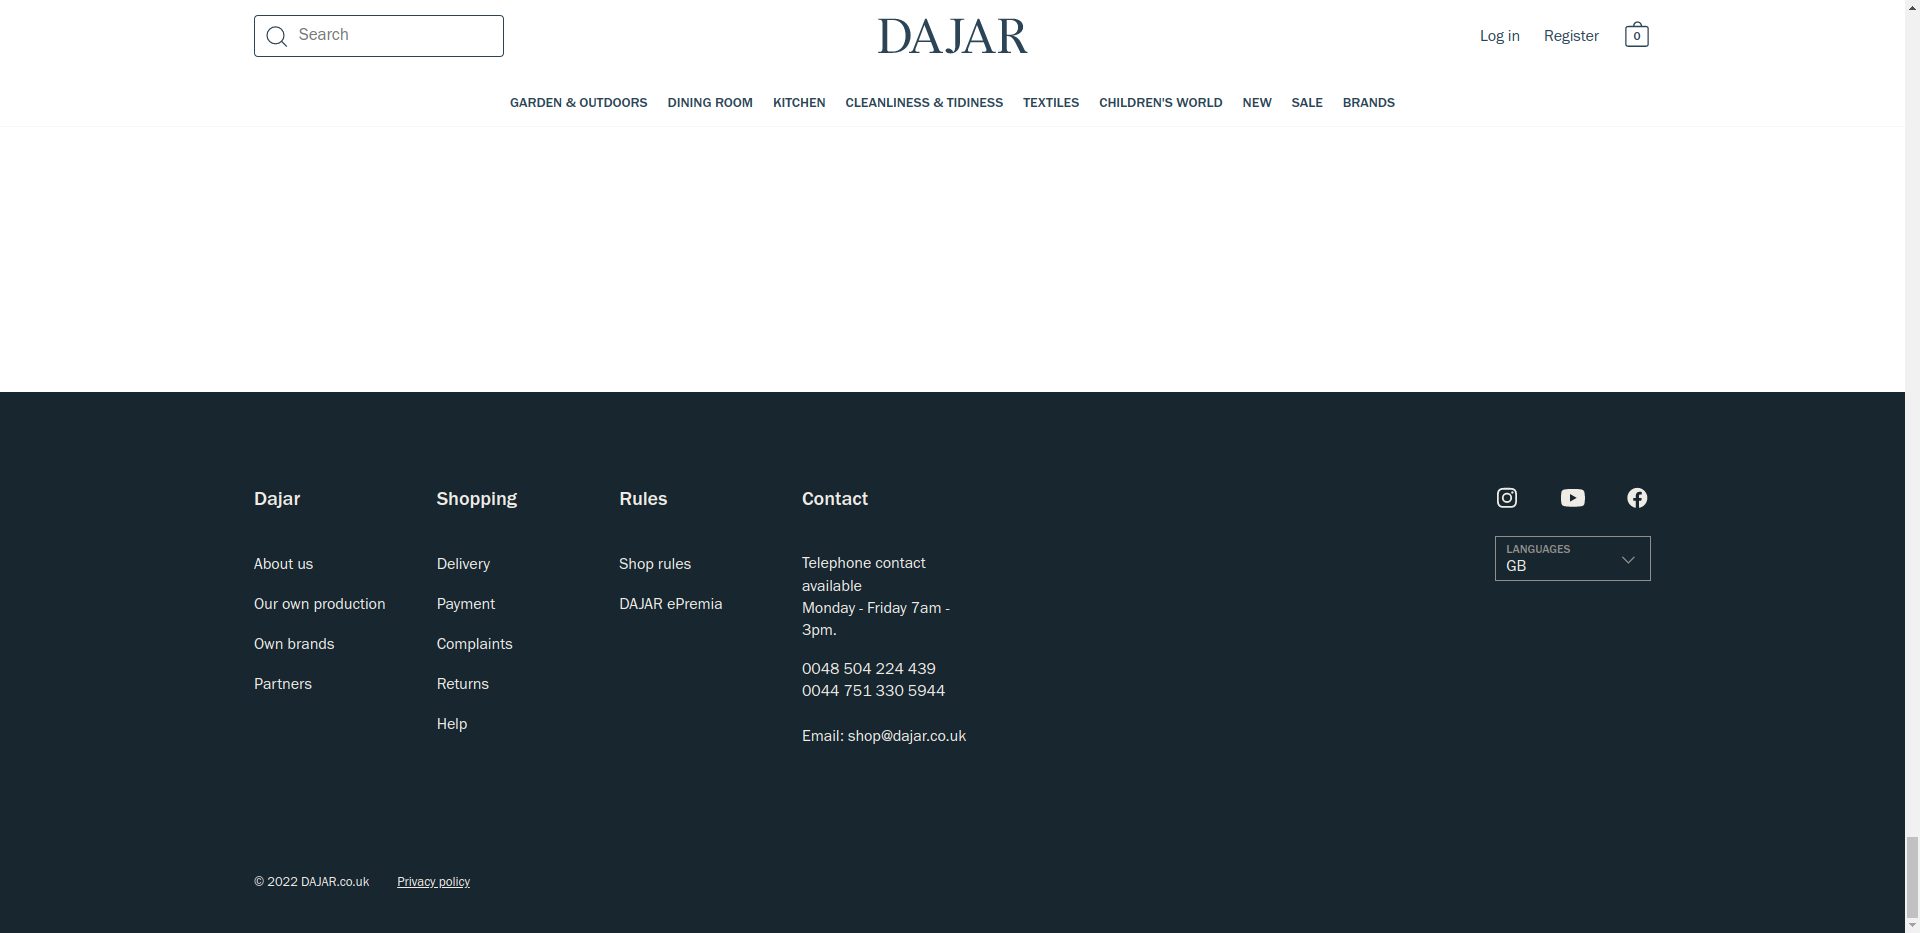 Search
DAJAR
Log in
Register
0
GARDEN & OUTDOORS
DINING ROOM
KITCHEN
CLEANLINESS & TIDINESS
TEXTILES
CHILDREN'S WORLD
NEW
SALE
BRANDS
Dajar
About us
Our own production
Own brands
Partners
Shopping
Delivery
Payment
Complaints
Returns
Help
Rules
Shop rules
DAJAR ePremia
Contact
Telephone contact
available
Monday - Friday 7am -
3pm.
0048 504 224 439
0044 751 330 5944
Email: shop@dajar.co.uk
LANGUAGES
GB
© 2022 DAJAR.co.uk
Privacy policy